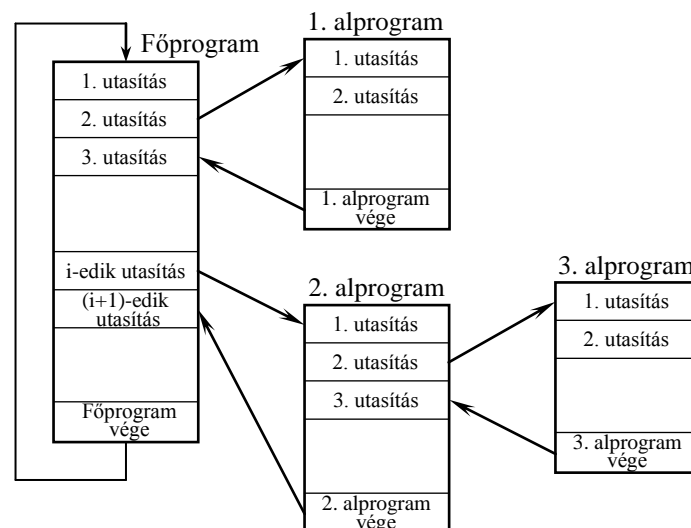 Főprogram
1. utasítás
2. utasítás
3. utasítás
i-edik utasítás
(i+1)-edik
utasítás
Főprogram
vége
1. alprogram
1. utasítás
2. utasítás
1. alprogram
vége
2. alprogram
1. utasítás
2. utasítás
3. utasítás
2. alprogram
vége
3. alprogram
1. utasítás
2. utasítás
3. alprogram
vége